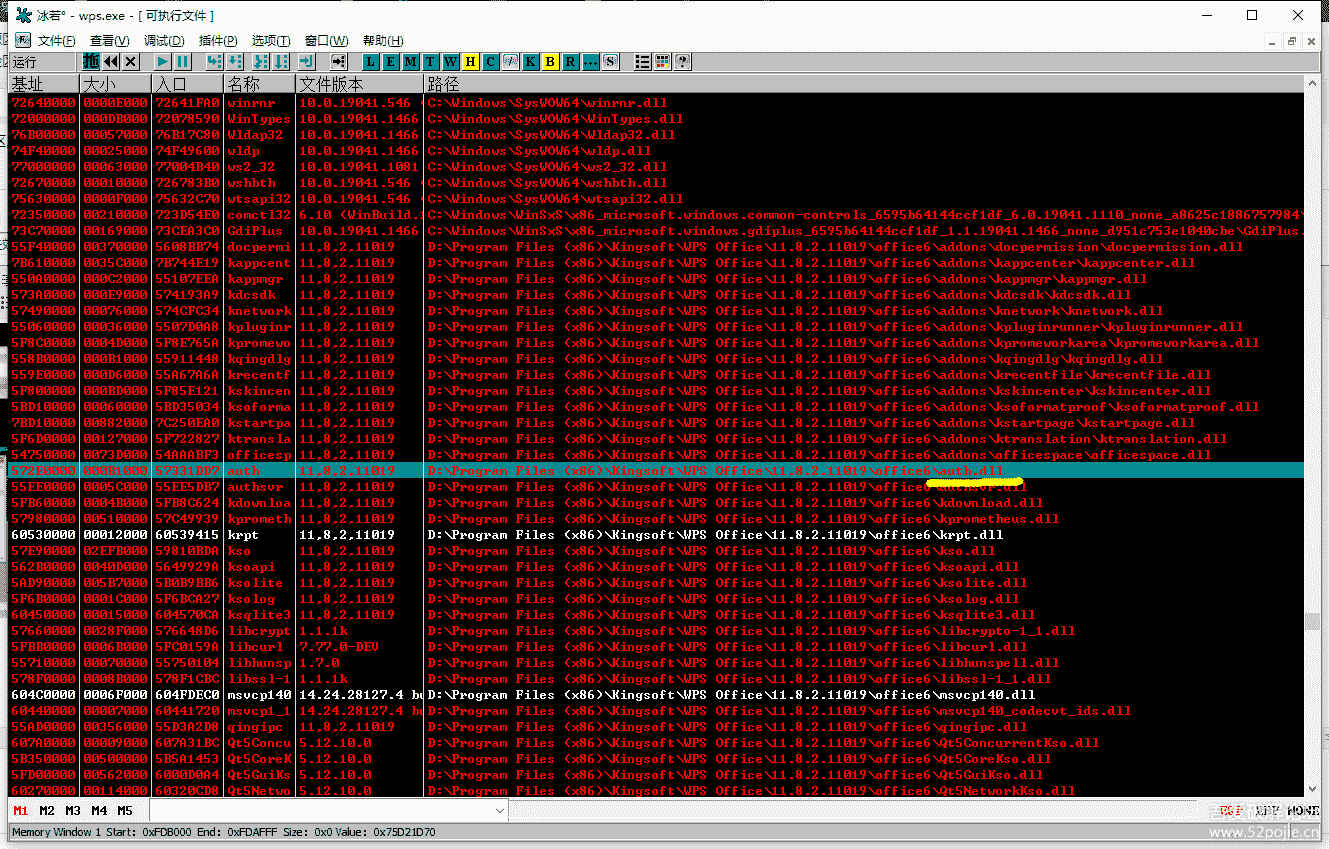 冰若° - wps.exe - [ 可执行文件 ]
文件(F) 查看(V) 调试(D) 插件(P) 选项(T) 窗口(W) 帮助(H)
运行 拖 L E M T W H C / K B R ... S ?
基址 大小 入口 名称 文件版本 路径
72640000 0000E000 72641FA0 winrnr 10.0.19041.546 ( C:\Windows\SysWOW64\winrnr.dll
72000000 000DB000 72078590 WinTypes 10.0.19041.1466 C:\Windows\SysWOW64\WinTypes.dll
76B00000 00057000 76B17C80 Wldap32 10.0.19041.1466 C:\Windows\SysWOW64\Wldap32.dll
74F40000 00025000 74F49600 wldp 10.0.19041.1466 C:\Windows\SysWOW64\wldp.dll
77000000 00063000 77004B40 ws2_32 10.0.19041.1081 C:\Windows\SysWOW64\ws2_32.dll
72670000 00010000 726783B0 wshbth 10.0.19041.546 ( C:\Windows\SysWOW64\wshbth.dll
75630000 0000F000 75632C70 wtsapi32 10.0.19041.546 ( C:\Windows\SysWOW64\wtsapi32.dll
72350000 00210000 723D54E0 comctl32 6.10 (WinBuild.1 C:\Windows\WinSxS\x86_microsoft.windows.common-controls_6595b64144ccf1df_6.0.19041.1110_none_a8625c1886757984\
73C70000 00169000 73CEA3C0 GdiPlus 10.0.19041.1466 C:\Windows\WinSxS\x86_microsoft.windows.gdiplus_6595b64144ccf1df_1.1.19041.1466_none_d951c753e1040cbe\GdiPlus.
55F40000 00370000 5608BB74 docpermi 11,8,2,11019 D:\Program Files (x86)\Kingsoft\WPS Office\11.8.2.11019\office6\addons\docpermission\docpermission.dll
7B610000 0035C000 7B744E19 kappcent 11,8,2,11019 D:\Program Files (x86)\Kingsoft\WPS Office\11.8.2.11019\office6\addons\kappcenter\kappcenter.dll
550A0000 000C2000 55107EEA kappmgr 11,8,2,11019 D:\Program Files (x86)\Kingsoft\WPS Office\11.8.2.11019\office6\addons\kappmgr\kappmgr.dll
573A0000 000E9000 574193A9 kdcsdk 11,8,2,11019 D:\Program Files (x86)\Kingsoft\WPS Office\11.8.2.11019\office6\addons\kdcsdk\kdcsdk.dll
57490000 00076000 574CFC34 knetwork 11,8,2,11019 D:\Program Files (x86)\Kingsoft\WPS Office\11.8.2.11019\office6\addons\knetwork\knetwork.dll
55060000 00036000 5507D0A8 kpluginr 11,8,2,11019 D:\Program Files (x86)\Kingsoft\WPS Office\11.8.2.11019\office6\addons\kpluginrunner\kpluginrunner.dll
5F8C0000 0004D000 5F8E765A kpromewo 11,8,2,11019 D:\Program Files (x86)\Kingsoft\WPS Office\11.8.2.11019\office6\addons\kpromeworkarea\kpromeworkarea.dll
558B0000 000B1000 55911448 kqingdlg 11,8,2,11019 D:\Program Files (x86)\Kingsoft\WPS Office\11.8.2.11019\office6\addons\kqingdlg\kqingdlg.dll
559E0000 000D6000 55A67A6A krecentf 11,8,2,11019 D:\Program Files (x86)\Kingsoft\WPS Office\11.8.2.11019\office6\addons\krecentfile\krecentfile.dll
5F800000 000BD000 5F85E121 kskincen 11,8,2,11019 D:\Program Files (x86)\Kingsoft\WPS Office\11.8.2.11019\office6\addons\kskincenter\kskincenter.dll
5BD10000 00060000 5BD35034 ksoforma 11,8,2,11019 D:\Program Files (x86)\Kingsoft\WPS Office\11.8.2.11019\office6\addons\ksoformatproof\ksoformatproof.dll
7BD10000 00882000 7C250EA0 kstartpa 11,8,2,11019 D:\Program Files (x86)\Kingsoft\WPS Office\11.8.2.11019\office6\addons\kstartpage\kstartpage.dll
5F6D0000 00127000 5F722827 ktransla 11,8,2,11019 D:\Program Files (x86)\Kingsoft\WPS Office\11.8.2.11019\office6\addons\ktranslation\ktranslation.dll
54750000 0073D000 54AAABF3 officesp 11,8,2,11019 D:\Program Files (x86)\Kingsoft\WPS Office\11.8.2.11019\office6\addons\officespace\officespace.dll
572E0000 000B1000 57331DD7 auth 11,8,2,11019 D:\Program Files (x86)\Kingsoft\WPS Office\11.8.2.11019\office6\auth.dll
55EE0000 0005C000 55EE5DB7 authsvr 11,8,2,11019 D:\Program Files (x86)\Kingsoft\WPS Office\11.8.2.11019\office6\authsvr.dll
5FB60000 0004B000 5FB8C624 kdownloa 11,8,2,11019 D:\Program Files (x86)\Kingsoft\WPS Office\11.8.2.11019\office6\kdownload.dll
57980000 00510000 57C49939 kprometh 11,8,2,11019 D:\Program Files (x86)\Kingsoft\WPS Office\11.8.2.11019\office6\kprometheus.dll
60530000 00012000 60539415 krpt 11,8,2,11019 D:\Program Files (x86)\Kingsoft\WPS Office\11.8.2.11019\office6\krpt.dll
57E90000 02EFB000 59810BDA kso 11,8,2,11019 D:\Program Files (x86)\Kingsoft\WPS Office\11.8.2.11019\office6\kso.dll
562B0000 0040D000 5649929A ksoapi 11,8,2,11019 D:\Program Files (x86)\Kingsoft\WPS Office\11.8.2.11019\office6\ksoapi.dll
5AD90000 005B7000 5B0B9BB6 ksolite 11,8,2,11019 D:\Program Files (x86)\Kingsoft\WPS Office\11.8.2.11019\office6\ksolite.dll
5F6B0000 0001C000 5F6BCA27 ksolog 11,8,2,11019 D:\Program Files (x86)\Kingsoft\WPS Office\11.8.2.11019\office6\ksolog.dll
60450000 00015000 604570CA ksqlite3 11,8,2,11019 D:\Program Files (x86)\Kingsoft\WPS Office\11.8.2.11019\office6\ksqlite3.dll
57660000 0028F000 576648D6 libcrypt 1.1.1k D:\Program Files (x86)\Kingsoft\WPS Office\11.8.2.11019\office6\libcrypto-1_1.dll
5FBB0000 0006B000 5FC0159A libcurl 7.77.0-DEV D:\Program Files (x86)\Kingsoft\WPS Office\11.8.2.11019\office6\libcurl.dll
55710000 00070000 55750104 libhunsp 1.7.0 D:\Program Files (x86)\Kingsoft\WPS Office\11.8.2.11019\office6\libhunspell.dll
578F0000 0008B000 578F1CBC libssl-1 1.1.1k D:\Program Files (x86)\Kingsoft\WPS Office\11.8.2.11019\office6\libssl-1_1.dll
604C0000 0006F000 604FDEC0 msvcp140 14.24.28127.4 bu D:\Program Files (x86)\Kingsoft\WPS Office\11.8.2.11019\office6\msvcp140.dll
60440000 00007000 60441720 msvcp1_1 14.24.28127.4 bu D:\Program Files (x86)\Kingsoft\WPS Office\11.8.2.11019\office6\msvcp140_codecvt_ids.dll
55AD0000 00356000 55D3A2D8 qingipc 11,8,2,11019 D:\Program Files (x86)\Kingsoft\WPS Office\11.8.2.11019\office6\qingipc.dll
607A0000 00009000 607A31BC Qt5Concu 5.12.10.0 D:\Program Files (x86)\Kingsoft\WPS Office\11.8.2.11019\office6\Qt5ConcurrentKso.dll
5B350000 00500000 5B5A1453 Qt5CoreK 5.12.10.0 D:\Program Files (x86)\Kingsoft\WPS Office\11.8.2.11019\office6\Qt5CoreKso.dll
5FD00000 00562000 6000D0A4 Qt5GuiKs 5.12.10.0 D:\Program Files (x86)\Kingsoft\WPS Office\11.8.2.11019\office6\Qt5GuiKso.dll
60270000 00114000 60320CD8 Qt5Netwo 5.12.10.0 D:\Program Files (x86)\Kingsoft\WPS Office\11.8.2.11019\office6\Qt5NetworkKso.dll
M1 M2 M3 M4 M5 ESP EBP NONE
Memory Window 1 Start: 0xFDB000 End: 0xFDAFFF Size: 0x0 Value: 0x75D21D70
www.52pojie.cn